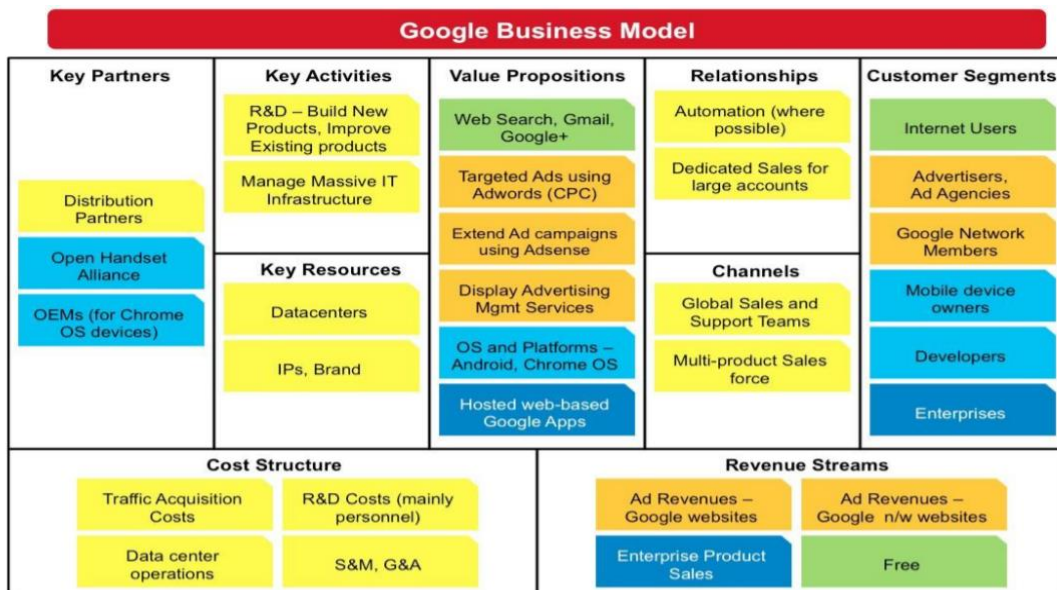 Google Business Model
Key Partners
Distribution
Partners
Open Handset
Alliance
OEMs (for Chrome
OS devices)
Key Activities
R&D – Build New
Products, Improve
Existing products
Manage Massive IT
Infrastructure
Key Resources
Datacenters
IPs, Brand
Value Propositions
Web Search, Gmail,
Google+
Targeted Ads using
Adwords (CPC)
Extend Ad campaigns
using Adsense
Display Advertising
Mgmt Services
OS and Platforms –
Android, Chrome OS
Hosted web-based
Google Apps
Relationships
Automation (where
possible)
Dedicated Sales for
large accounts
Channels
Global Sales and
Support Teams
Multi-product Sales
force
Customer Segments
Internet Users
Advertisers,
Ad Agencies
Google Network
Members
Mobile device
owners
Developers
Enterprises
Cost Structure
Traffic Acquisition
Costs
R&D Costs (mainly
personnel)
Data center
operations
S&M, G&A
Revenue Streams
Ad Revenues –
Google websites
Ad Revenues –
Google n/w websites
Enterprise Product
Sales
Free